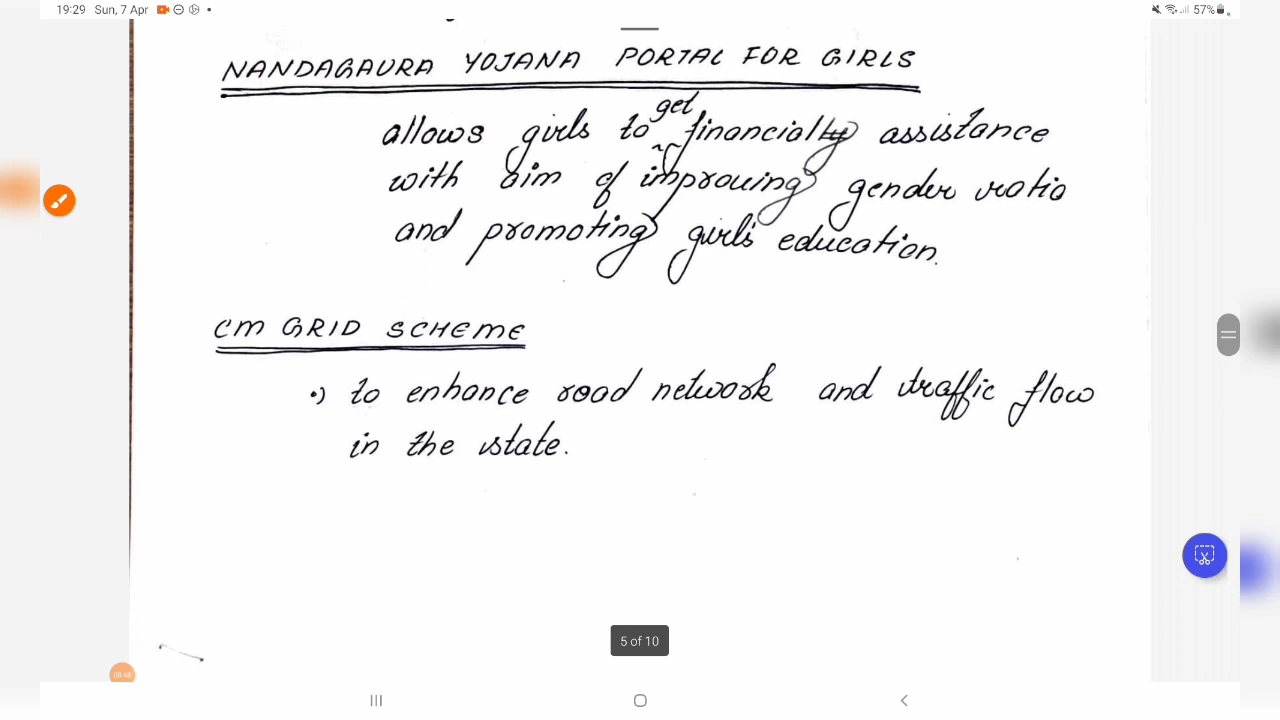 19:29 Sun, 7 Apr
57%
NANDAGAURA YOJANA PORTAL FOR GIRLS
get
allows girls to financially assistance
with aim of improving gender ratio
and promoting girls education.
CM GRID SCHEME
•) to enhance road network and traffic flow
in the state.
5 of 10
08:48